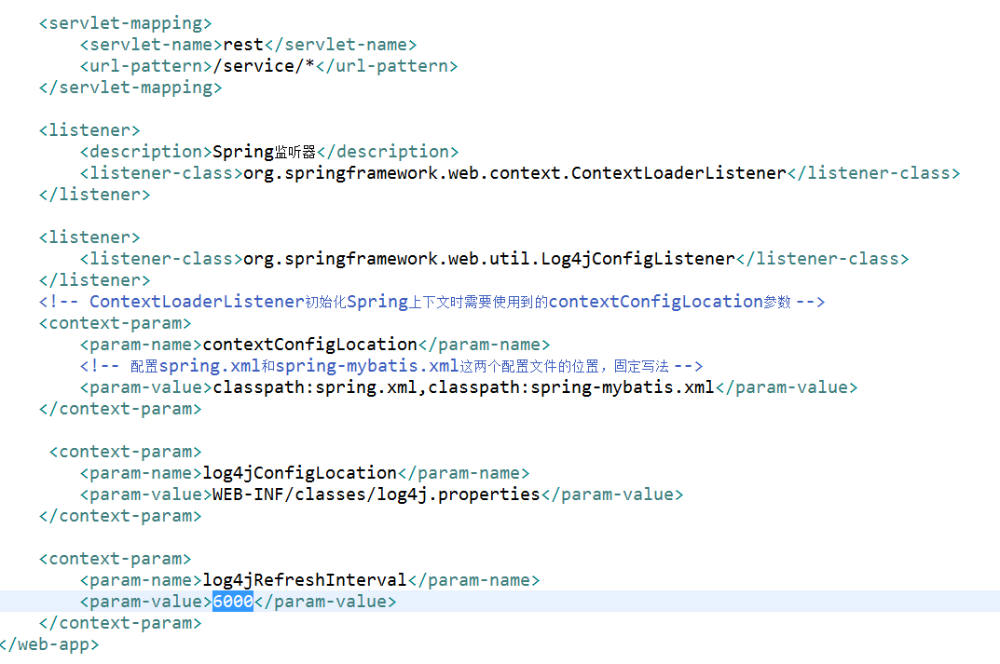 <servlet-mapping>
<servlet-name>rest</servlet-name>
<url-pattern>/service/*</url-pattern>
</servlet-mapping>
<listener>
<description>Spring监听器</description>
<listener-class>org.springframework.web.context.ContextLoaderListener</listener-class>
</listener>
<listener>
<listener-class>org.springframework.web.util.Log4jConfigListener</listener-class>
</listener>
<!-- ContextLoaderListener初始化Spring上下文时需要使用到的contextConfigLocation参数 -->
<context-param>
<param-name>contextConfigLocation</param-name>
<!-- 配置spring.xml和spring-mybatis.xml这两个配置文件的位置，固定写法 -->
<param-value>classpath:spring.xml,classpath:spring-mybatis.xml</param-value>
</context-param>
<context-param>
<param-name>log4jConfigLocation</param-name>
<param-value>WEB-INF/classes/log4j.properties</param-value>
</context-param>
<context-param>
<param-name>log4jRefreshInterval</param-name>
<param-value>6000</param-value>
</context-param>
</web-app>